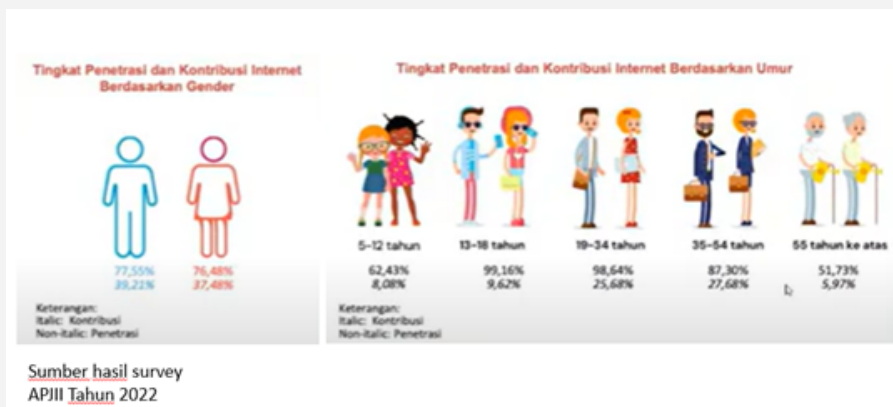 Tingkat Penetrasi dan Kontribusi Internet
Berdasarkan Gender
77,55% 76,48%
39,21% 37,48%
Keterangan:
Italic: Kontribusi
Non-italic: Penetrasi
Tingkat Penetrasi dan Kontribusi Internet Berdasarkan Umur
5-12 tahun 13-18 tahun 19-34 tahun 35-54 tahun 55 tahun ke atas
62,43% 99,16% 98,64% 87,30% 51,73%
8,08% 9,62% 25,68% 27,68% 5,97%
Keterangan:
Italic: Kontribusi
Non-italic: Penetrasi
Sumber hasil survey
APJII Tahun 2022